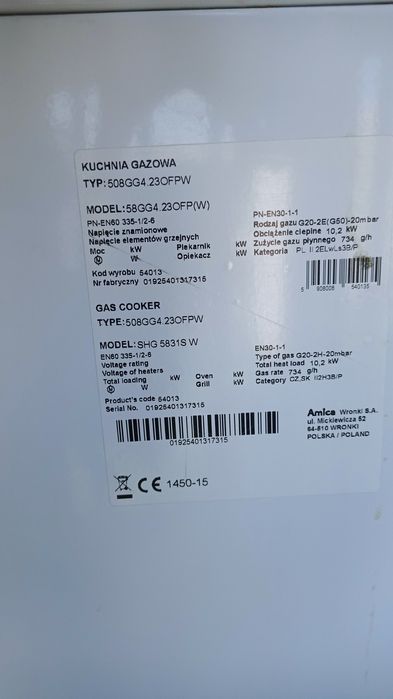 KUCHNIA GAZOWA
TYP:508GG4.23OFPW
MODEL:58GG4.23OFP(W)
PN-EN60 335-1/2-6
Napięcie znamionowe
Napięcie elementów grzejnych
Moc kW Piekarnik kW
W Opiekacz kW
Kod wyrobu 54013
Nr fabryczny 01925401317315
PN-EN30-1-1
Rodzaj gazu G20-2E(G50)-20mbar
Obciążenie cieplne 10,2 kW
Zużycie gazu płynnego 734 g/h
Kategoria PL II 2ELwLs3B/P
5 906006 540135
GAS COOKER
TYPE:508GG4.23OFPW
MODEL: SHG 5831S W
EN60 335-1/2-6
Voltage rating
Voltage of heaters
Total loading kW Oven kW
W Grill kW
Product's code 54013
Serial No. 01925401317315
EN30-1-1
Type of gas G20-2H-20mbar
Total heat load 10,2 kW
Gas rate 734 g/h
Category CZ,SK II2H3B/P
01925401317315
Amica Wronki S.A.
ul. Mickiewicza 52
64-510 WRONKI
POLSKA / POLAND
CE 1450-15